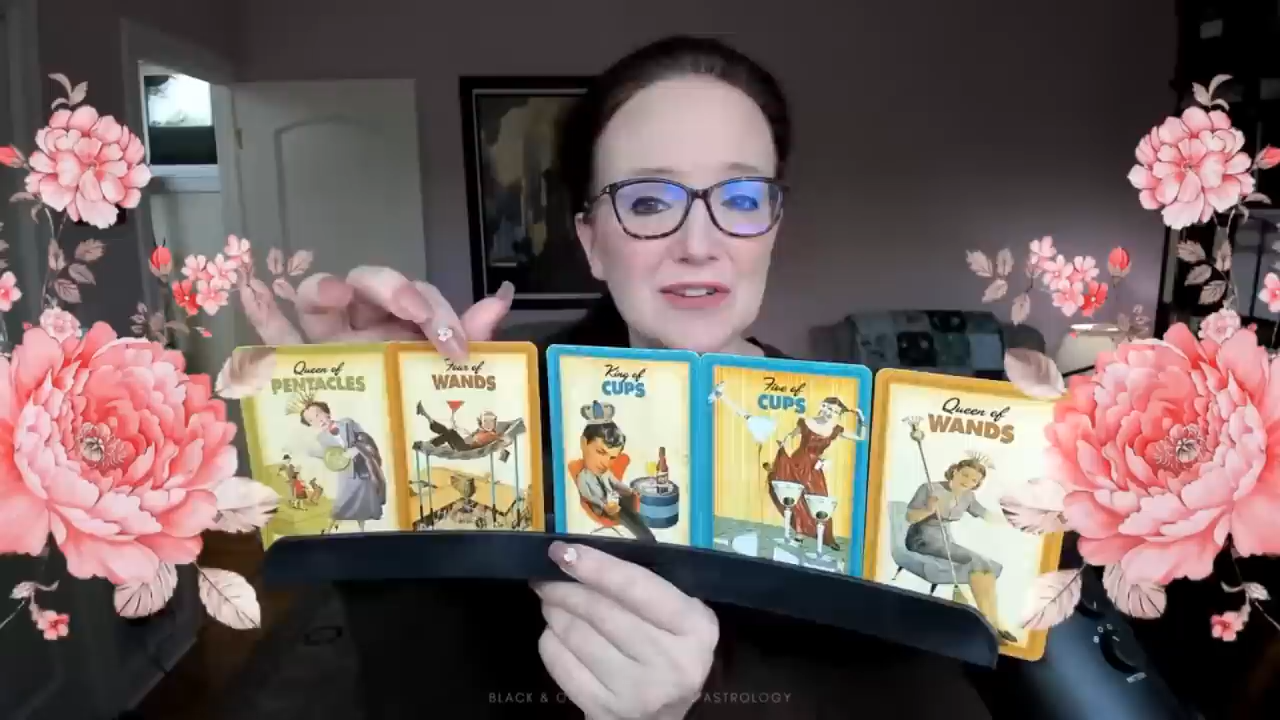 Queen of
PENTACLES
Four of
WANDS
King of
CUPS
Five of
CUPS
Queen of
WANDS
BLACK & ASTROLOGY